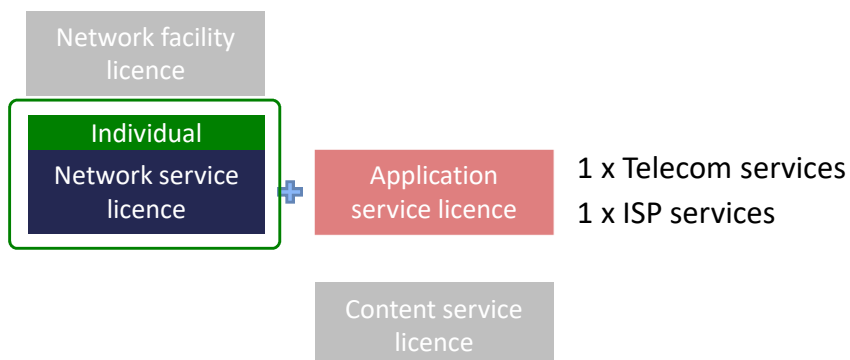 Network facility
licence
Individual
Network service
licence
Application
service licence
1 x Telecom services
1 x ISP services
Content service
licence